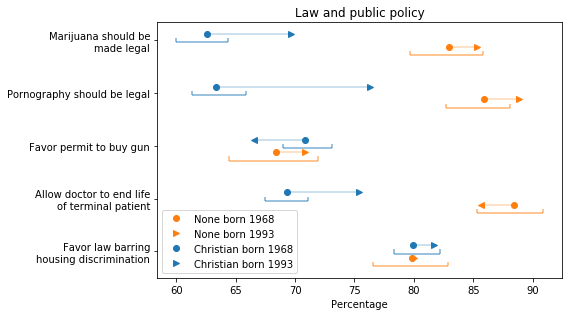 Law and public policy
Marijuana should be
made legal
Pornography should be legal
Favor permit to buy gun
Allow doctor to end life
of terminal patient
Favor law barring
housing discrimination
None born 1968
None born 1993
Christian born 1968
Christian born 1993
60 65 70 75 80 85 90
Percentage